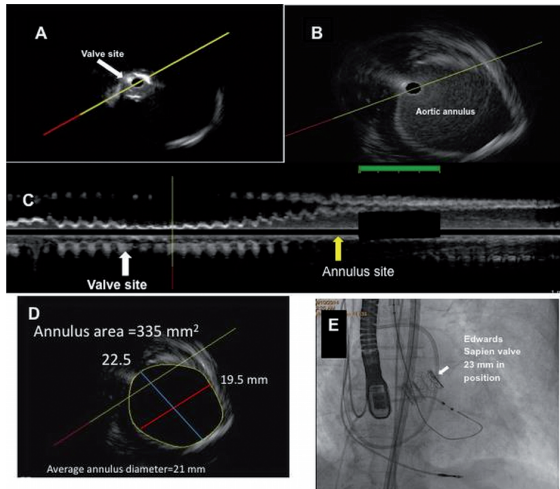 A
Valve site
B
Aortic annulus
C
Valve site
Annulus site
D
Annulus area =335 mm²
22.5
19.5 mm
Average annulus diameter=21 mm
E
Edwards
Sapien valve
23 mm in
position